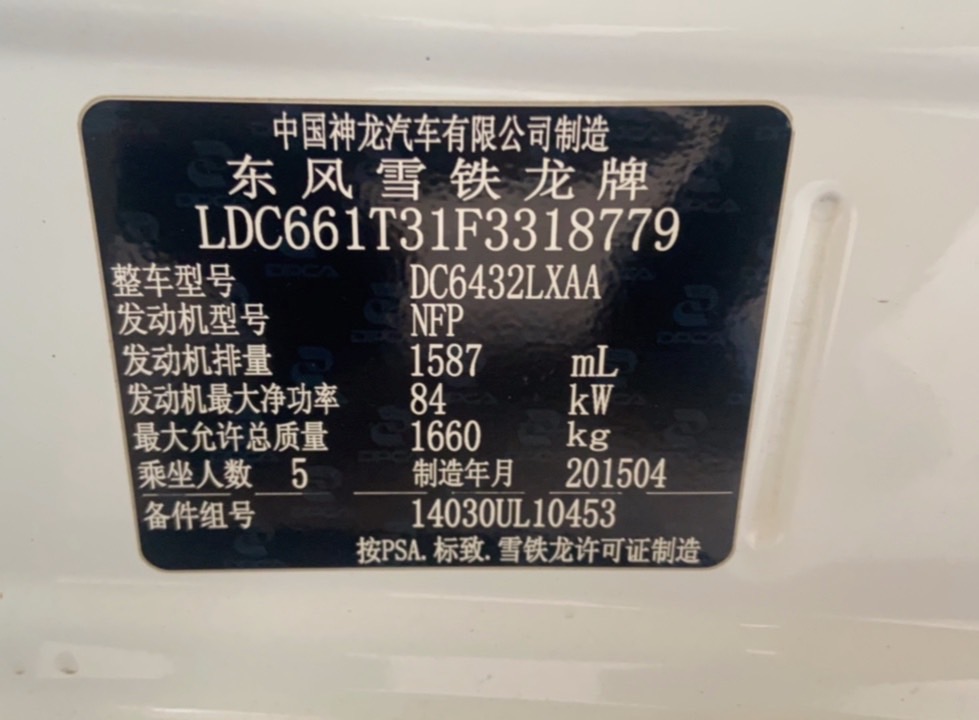 中国神龙汽车有限公司制造
东风雪铁龙牌
LDC661T31F3318779
整车型号 DC6432LXAA
发动机型号 NFP
发动机排量 1587 mL
发动机最大净功率 84 kW
最大允许总质量 1660 kg
乘坐人数 5 制造年月 201504
备件组号 14030UL10453
按PSA.标致.雪铁龙许可证制造